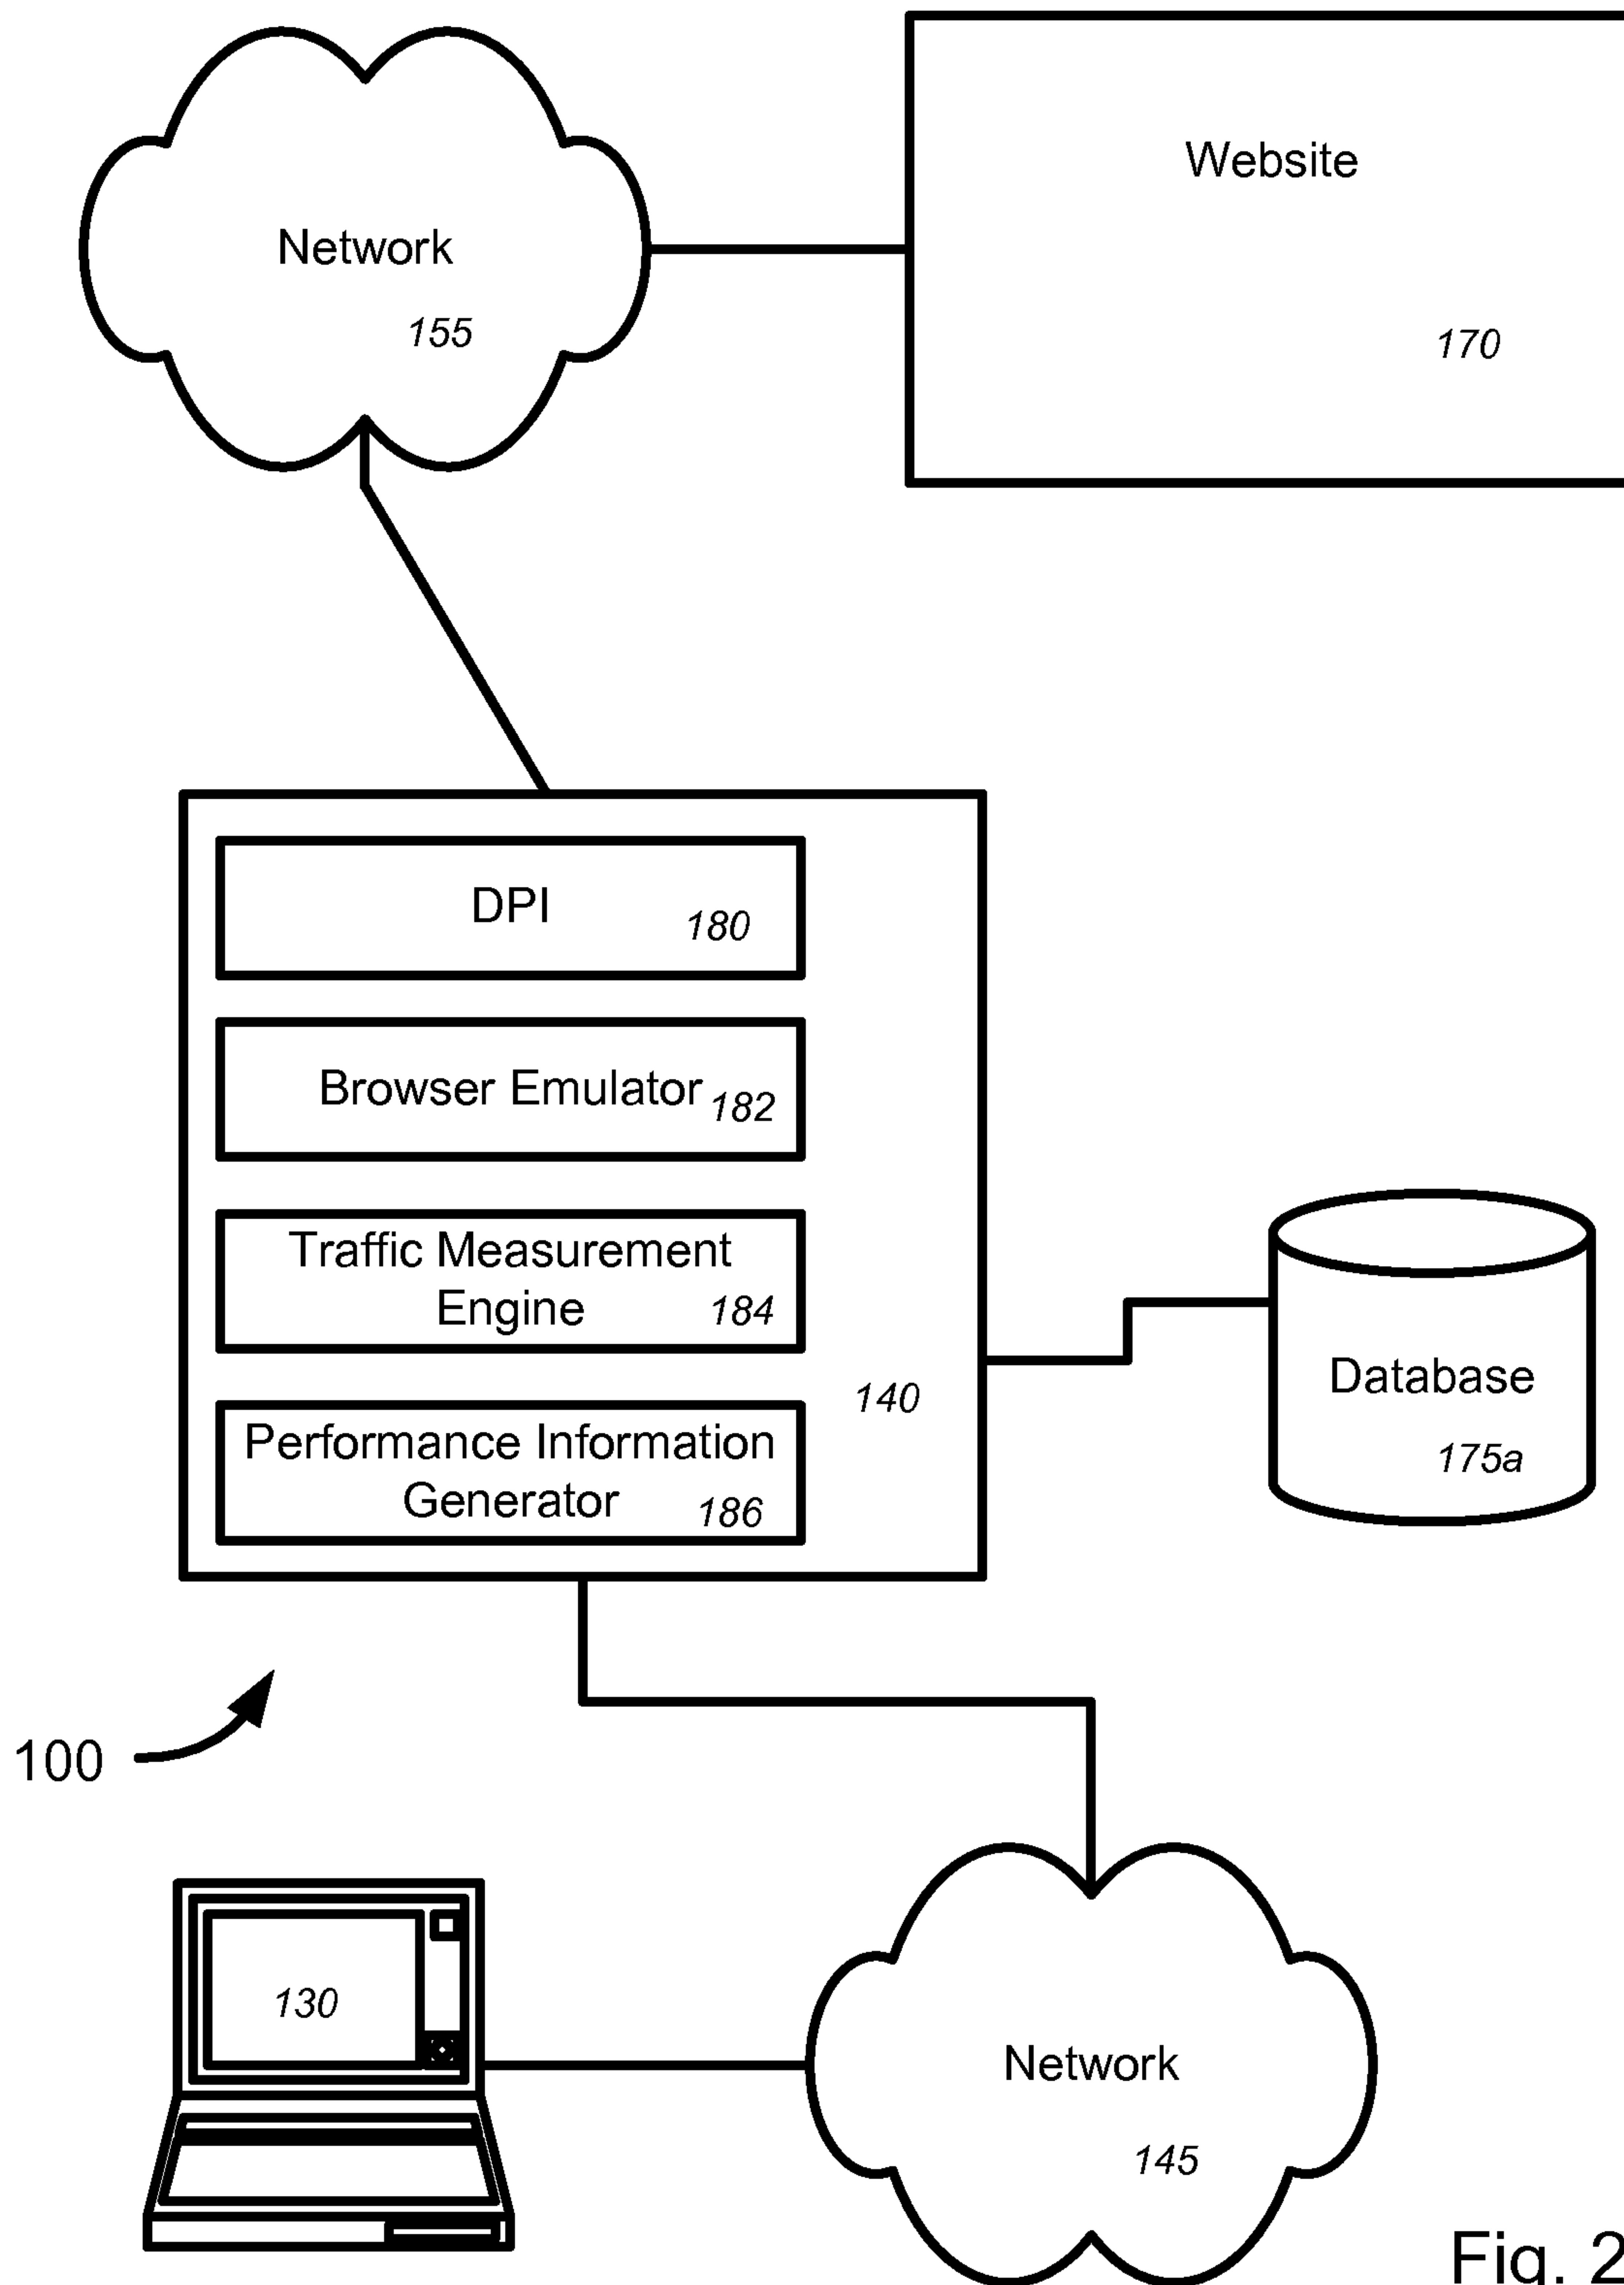 Network
155
Website
170
DPI
180
Browser Emulator 182
Traffic Measurement
Engine 184
Performance Information
Generator 186
140
Database
175a
100
130
Network
145
Fig. 2